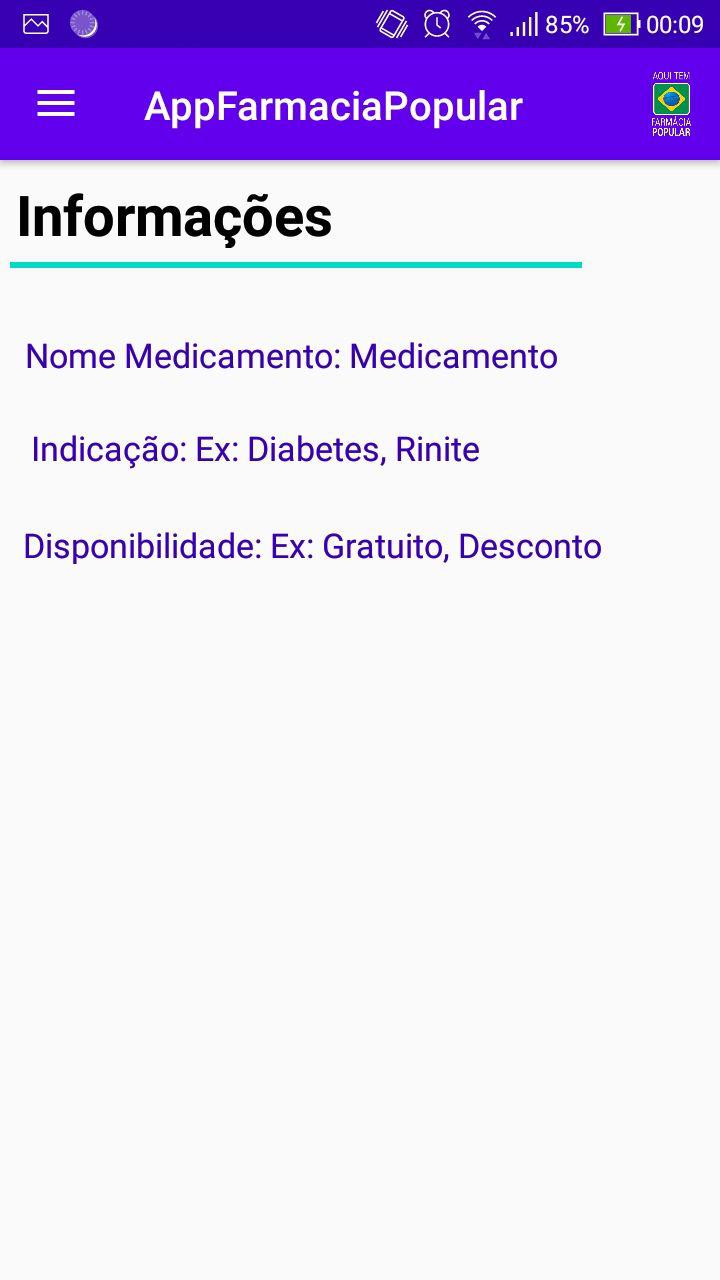 85% 00:09
AppFarmaciaPopular
AQUI TEM
FARMÁCIA
POPULAR
Informações
Nome Medicamento: Medicamento
Indicação: Ex: Diabetes, Rinite
Disponibilidade: Ex: Gratuito, Desconto